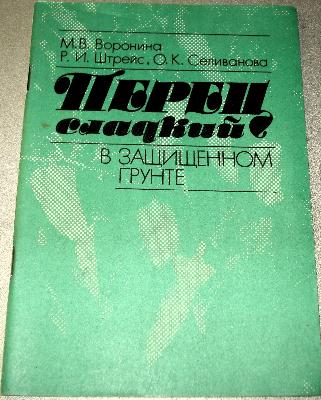 М.В. Воронина
Р.И. Штрейс, О.К. Селиванова
ПЕРЕЦ
сладкий
В ЗАЩИЩЕННОМ
ГРУНТЕ